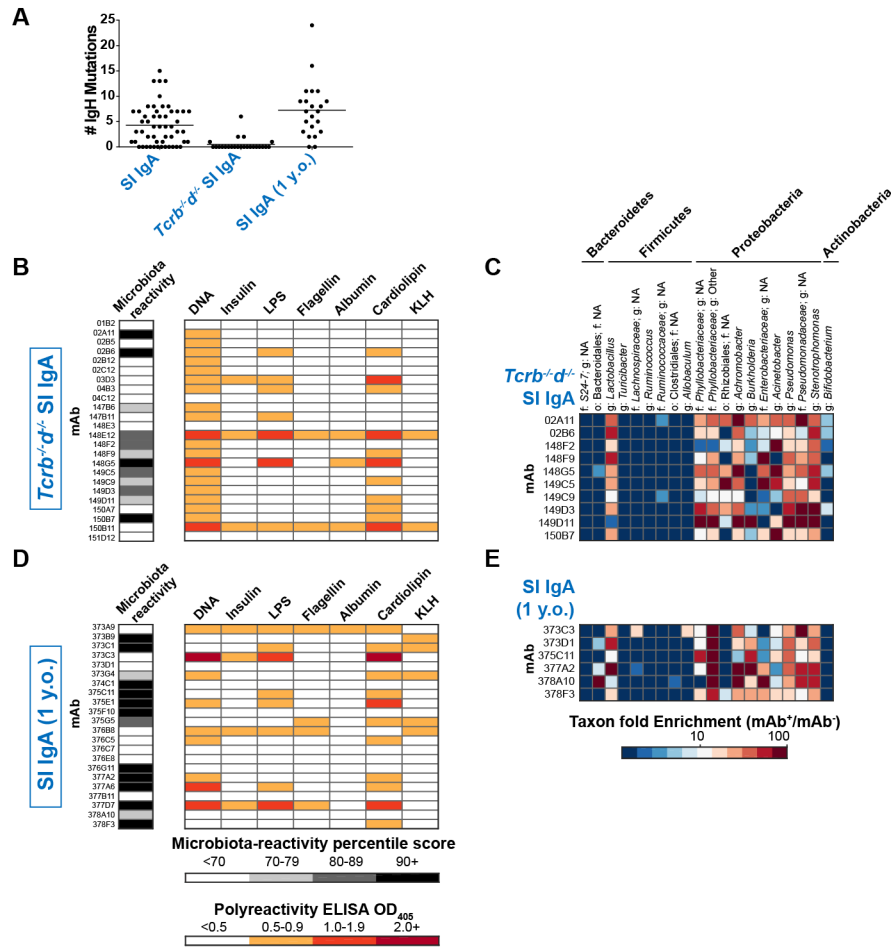 A
# IgH Mutations
25
20
15
10
5
0
SI IgA
Tcrb-/-d-/- SI IgA
SI IgA (1 y.o.)
B
Microbiota
reactivity
DNA
Insulin
LPS
Flagellin
Albumin
Cardiolipin
KLH
Tcrb-/-d-/- SI IgA
mAb
01B2
02A11
02B5
02B6
02B12
02C12
03D3
04B3
04C12
147B6
147B11
148E3
148E12
148F2
148F9
148G5
149C5
149C9
149D3
149D11
150A7
150B7
150B11
151D12
C
Bacteroidetes
Firmicutes
Proteobacteria
Actinobacteria
f. S24-7; g: NA
o: Bacteroidales; f: NA
g: Lactobacillus
g: Turicibacter
f: Lachnospiraceae; g: NA
g: Ruminococcus
f: Ruminococcaceae; g: NA
o: Clostridiales; f: NA
g: Allobaculum
f: Phyllobacteriaceae; g: NA
f: Phyllobacteriaceae; g: Other
o: Rhizobiales; f: NA
g: Achromobacter
g: Burkholderia
f: Enterobacteriaceae; g: NA
g: Acinetobacter
g: Pseudomonas
f: Pseudomonadaceae; g: NA
g: Stenotrophomonas
g: Bifidobacterium
Tcrb-/-d-/-
SI IgA
mAb
02A11
02B6
148F2
148F9
148G5
149C5
149C9
149D3
149D11
150B7
D
Microbiota
reactivity
DNA
Insulin
LPS
Flagellin
Albumin
Cardiolipin
KLH
SI IgA (1 y.o.)
mAb
373A9
373B9
373C1
373C3
373D1
373G4
374C1
375C11
375E1
375F10
375G5
376B8
376C5
376C7
376E8
376G11
377A2
377A6
377B11
377D7
378A10
378F3
Microbiota-reactivity percentile score
<70 70-79 80-89 90+
Polyreactivity ELISA OD405
<0.5 0.5-0.9 1.0-1.9 2.0+
E
SI IgA
(1 y.o.)
mAb
373C3
373D1
375C11
377A2
378A10
378F3
Taxon fold Enrichment (mAb+/mAb-)
10 100